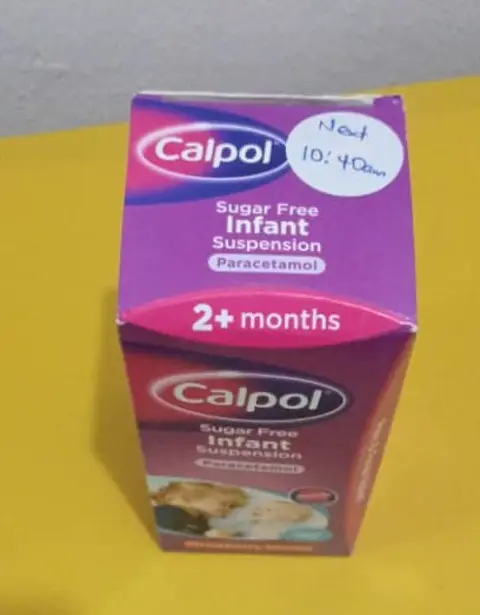 Calpol
Next
10:40am
Sugar Free
Infant
Suspension
Paracetamol
2+ months
Calpol
Sugar Free
Infant
Suspension
Paracetamol